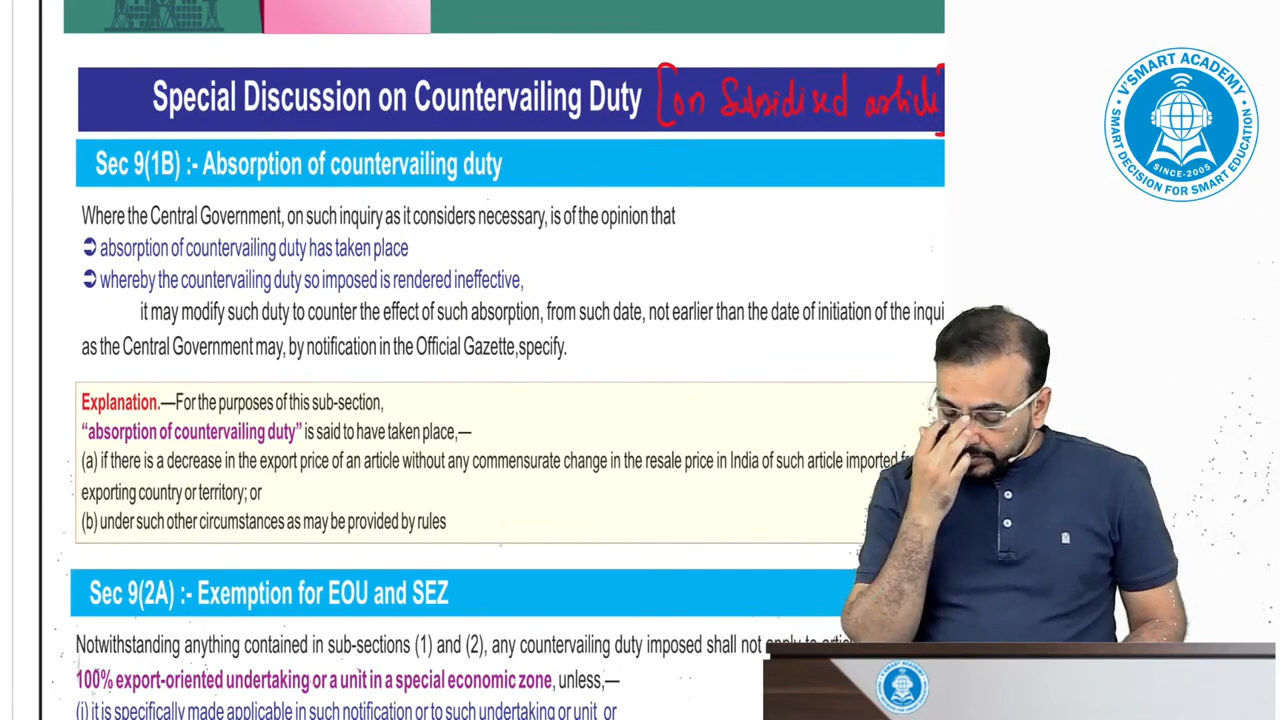 Special Discussion on Countervailing Duty [on Subsidised article]
Sec 9(1B) :- Absorption of countervailing duty
Where the Central Government, on such inquiry as it considers necessary, is of the opinion that
➲ absorption of countervailing duty has taken place
➲ whereby the countervailing duty so imposed is rendered ineffective,
it may modify such duty to counter the effect of such absorption, from such date, not earlier than the date of initiation of the inqui
as the Central Government may, by notification in the Official Gazette,specify.
Explanation.—For the purposes of this sub-section,
“absorption of countervailing duty” is said to have taken place,—
(a) if there is a decrease in the export price of an article without any commensurate change in the resale price in India of such article imported
exporting country or territory; or
(b) under such other circumstances as may be provided by rules
Sec 9(2A) :- Exemption for EOU and SEZ
Notwithstanding anything contained in sub-sections (1) and (2), any countervailing duty imposed shall not
100% export-oriented undertaking or a unit in a special economic zone, unless,—
(i) it is specifically made applicable in such notification or to such undertaking or unit, or
V'SMART ACADEMY
SINCE-2005
SMART DECISION FOR SMART EDUCATION